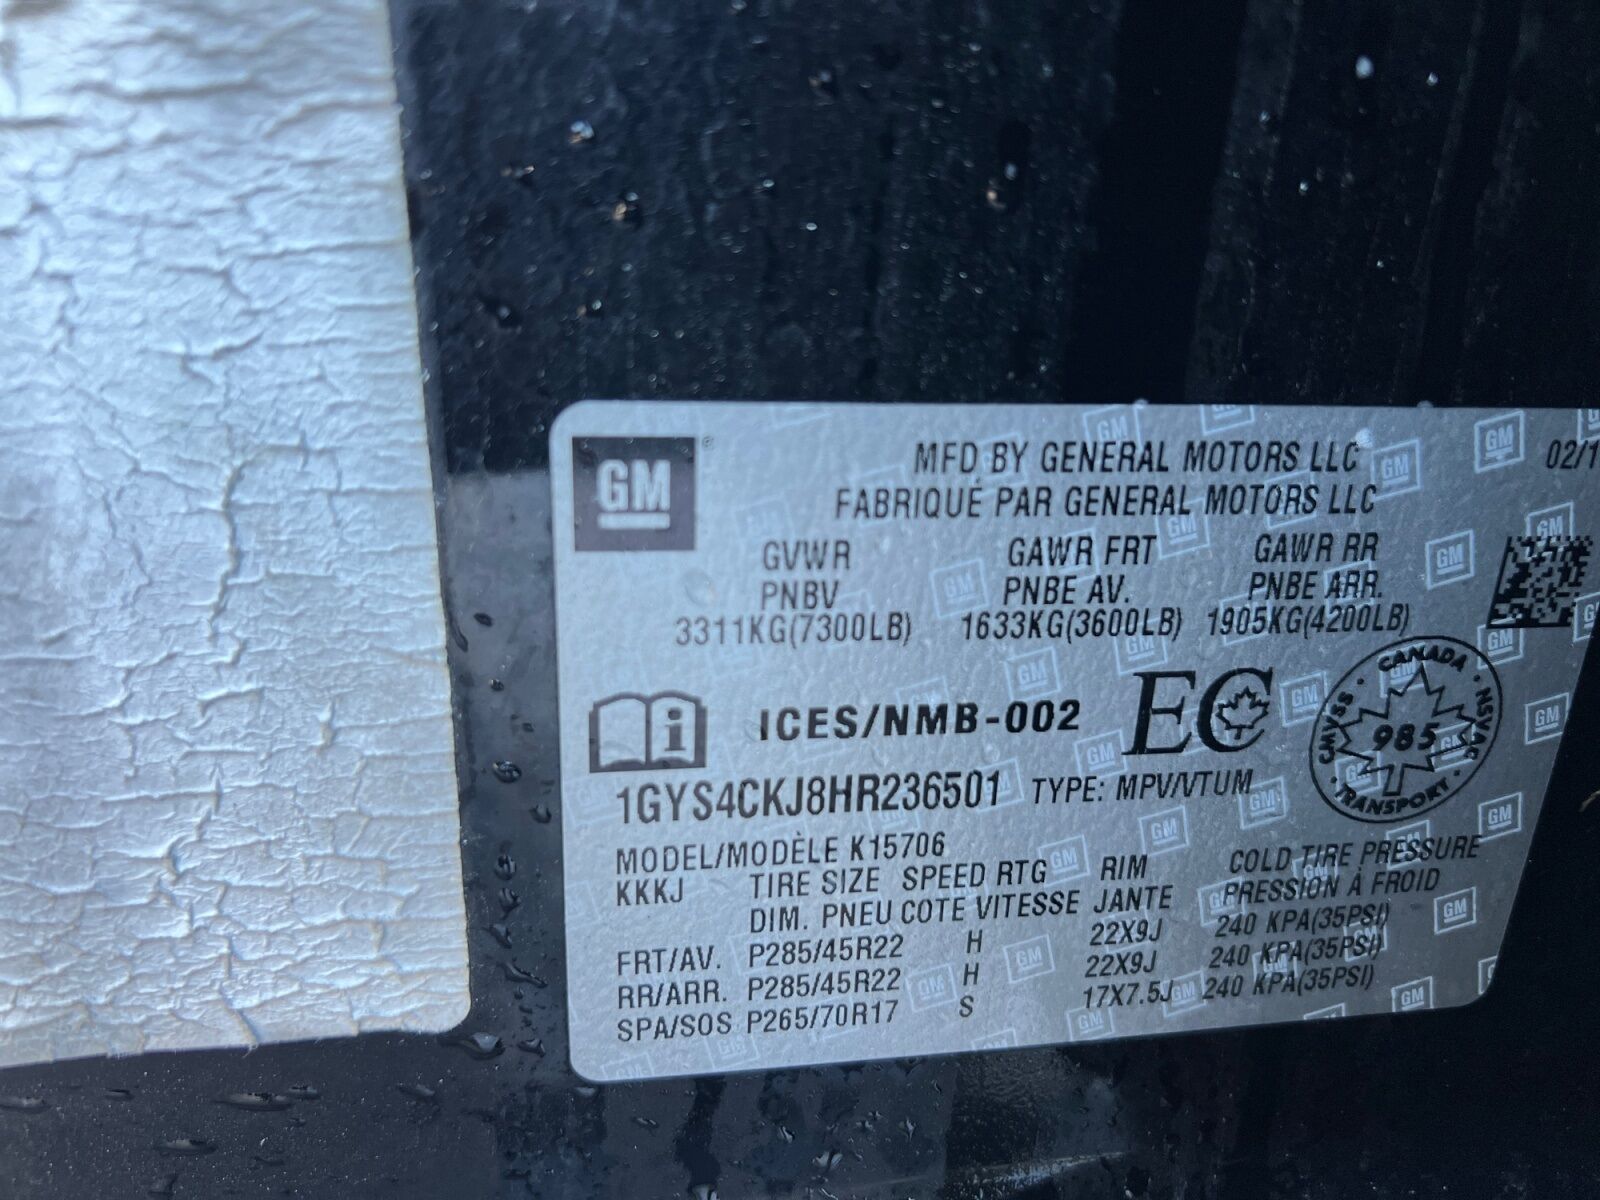 GM
MFD BY GENERAL MOTORS LLC
02/1
FABRIQUÉ PAR GENERAL MOTORS LLC
GVWR GAWR FRT GAWR RR
PNBV PNBE AV. PNBE ARR.
3311KG(7300LB) 1633KG(3600LB) 1905KG(4200LB)
i ICES/NMB-002 EC
CANADA
CMVSS 985 NSVAC
TRANSPORT
1GYS4CKJ8HR236501 TYPE: MPV/VTUM
MODEL/MODÈLE K15706
KKKJ TIRE SIZE SPEED RTG RIM COLD TIRE PRESSURE
DIM. PNEU COTE VITESSE JANTE PRESSION À FROID
FRT/AV. P285/45R22 H 22X9J 240 KPA(35PSI)
RR/ARR. P285/45R22 H 22X9J 240 KPA(35PSI)
SPA/SOS P265/70R17 S 17X7.5J 240 KPA(35PSI)